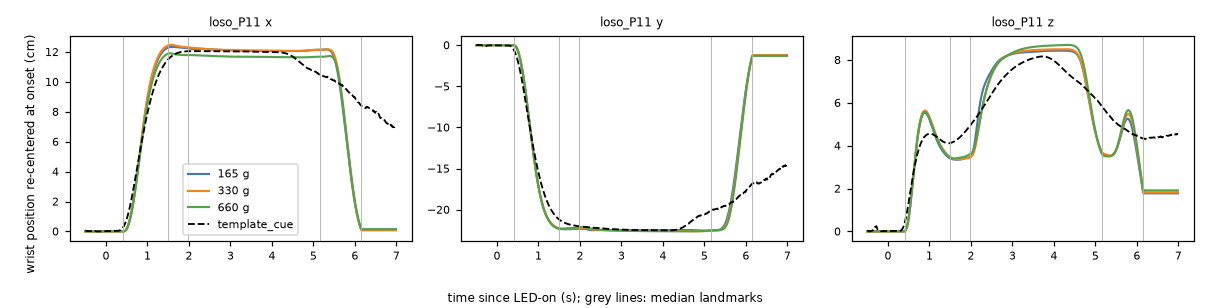 loso_P11 x
loso_P11 y
loso_P11 z
wrist position re-centered at onset (cm)
12
10
8
6
4
2
0
0 1 2 3 4 5 6 7
165 g
330 g
660 g
template_cue
0
−5
−10
−15
−20
0 1 2 3 4 5 6 7
8
6
4
2
0
0 1 2 3 4 5 6 7
time since LED-on (s); grey lines: median landmarks